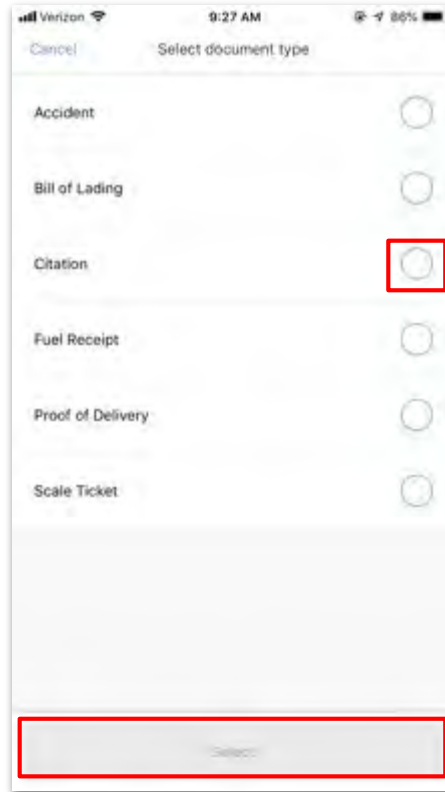 Verizon 9:27 AM 86%
Cancel Select document type
Accident
Bill of Lading
Citation
Fuel Receipt
Proof of Delivery
Scale Ticket
Select